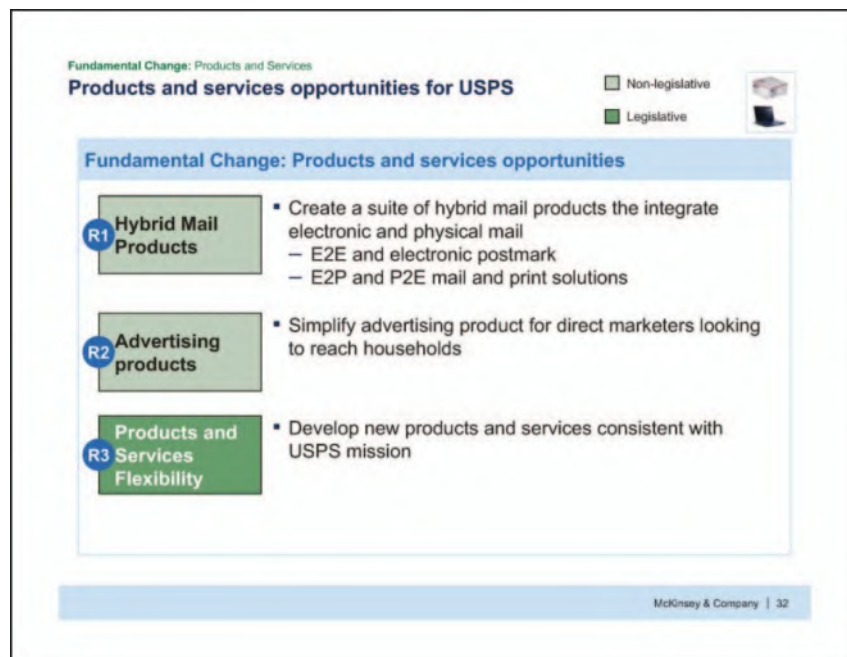 Fundamental Change: Products and Services
Products and services opportunities for USPS
Non-legislative
Legislative
Fundamental Change: Products and services opportunities
R1
Hybrid Mail
Products
▪ Create a suite of hybrid mail products the integrate
electronic and physical mail
– E2E and electronic postmark
– E2P and P2E mail and print solutions
R2
Advertising
products
▪ Simplify advertising product for direct marketers looking
to reach households
R3
Products and
Services
Flexibility
▪ Develop new products and services consistent with
USPS mission
McKinsey & Company | 32